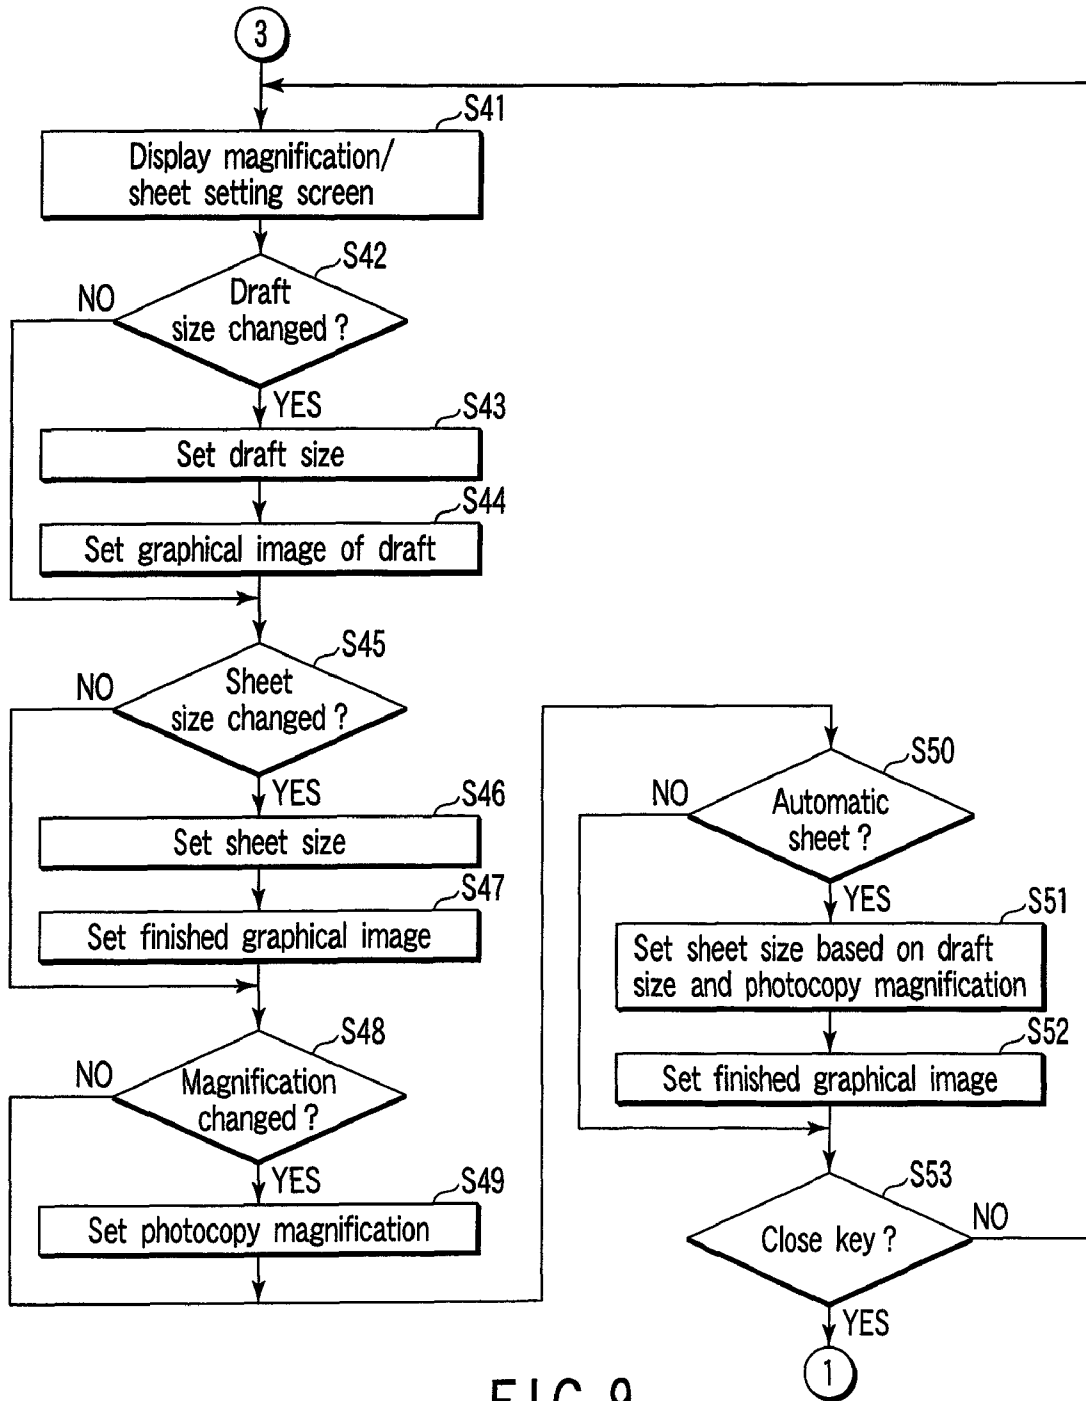 3
S41
Display magnification/
sheet setting screen
S42
Draft
size changed ?
NO
YES
S43
Set draft size
S44
Set graphical image of draft
S45
Sheet
size changed ?
NO
YES
S46
Set sheet size
S47
Set finished graphical image
S48
Magnification
changed ?
NO
YES
S49
Set photocopy magnification
S50
Automatic
sheet ?
NO
YES
S51
Set sheet size based on draft
size and photocopy magnification
S52
Set finished graphical image
S53
Close key ?
NO
YES
1
FIG. 9